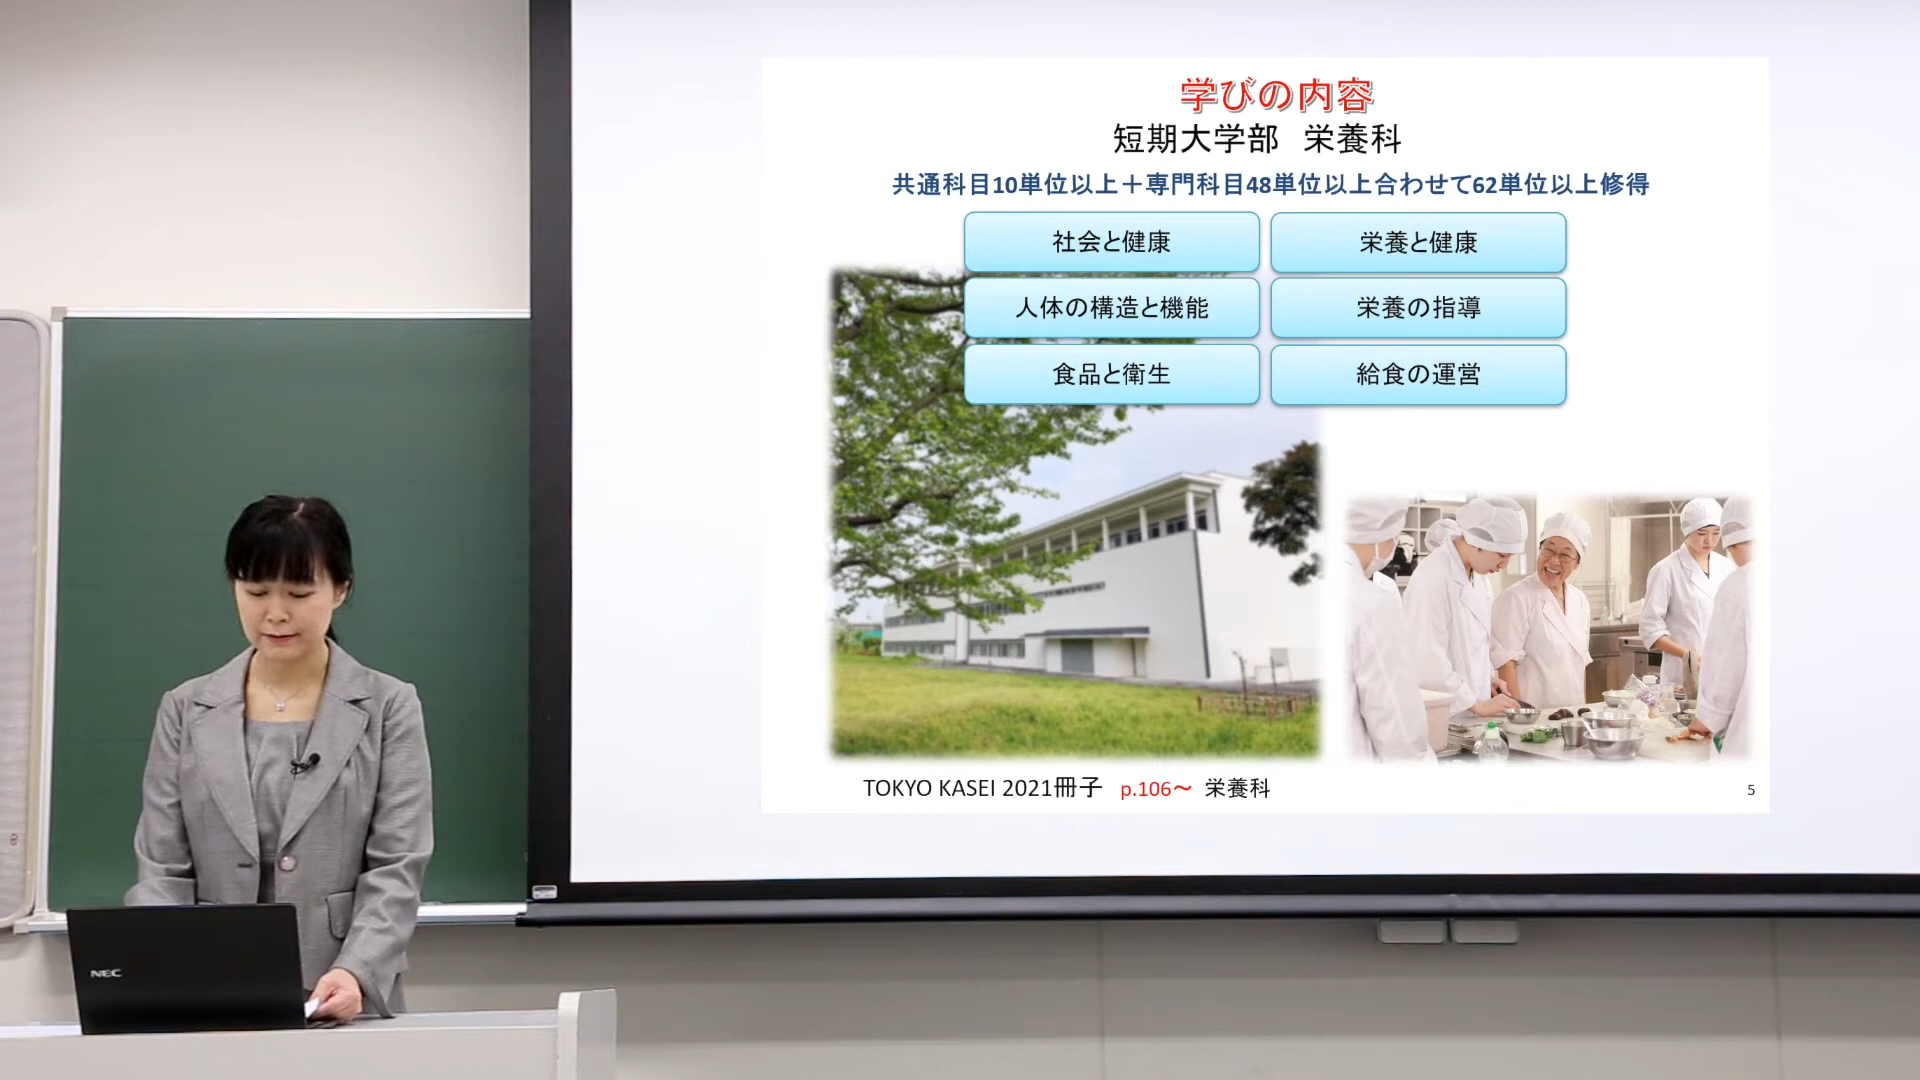 学びの内容
短期大学部 栄養科
共通科目10単位以上＋専門科目48単位以上合わせて62単位以上修得
社会と健康
栄養と健康
人体の構造と機能
栄養の指導
食品と衛生
給食の運営
TOKYO KASEI 2021冊子 p.106～ 栄養科
5
NEC